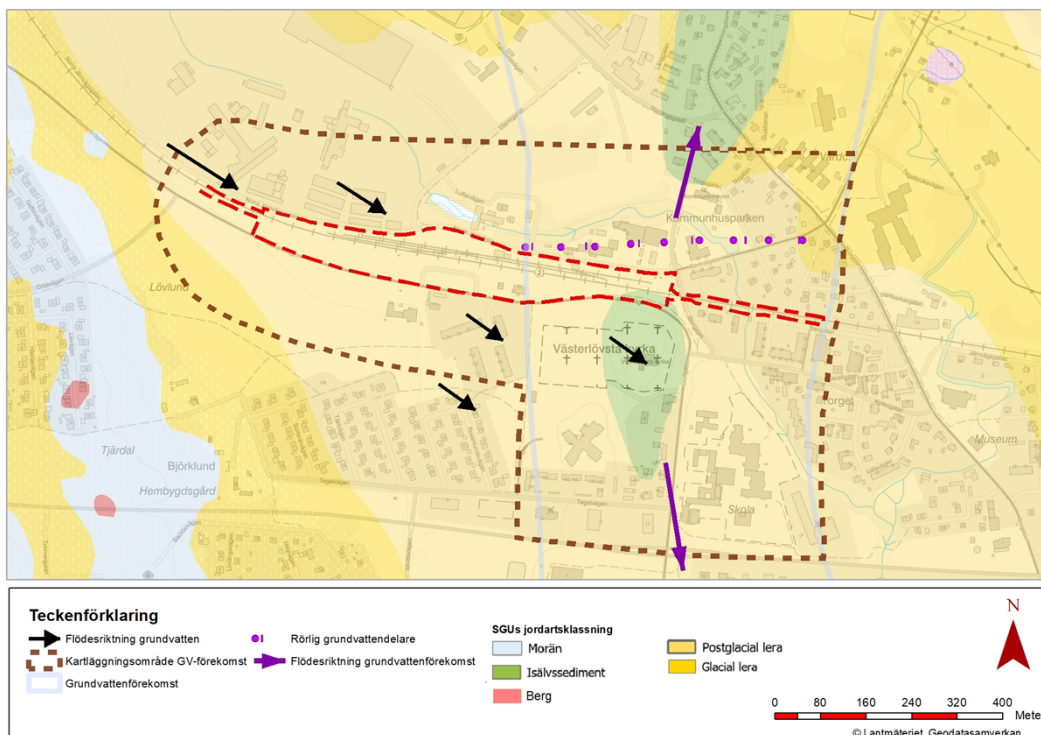 Kommunhusparken
Lövlund
Västerlövsta kyrka
Tjärdal
Björklund
Hembygdsgård
Torget
Museum
Skola
Tegelvägen
Teckenförklaring
Flödesriktning grundvatten
Rörlig grundvattendelare
Kartläggningsområde GV-förekomst
Flödesriktning grundvattenförekomst
Grundvattenförekomst
SGUs jordartsklassning
Morän
Isälvssediment
Berg
Postglacial lera
Glacial lera
N
0 80 160 240 320 400
Mete
© Lantmäteriet, Geodatasamverkan